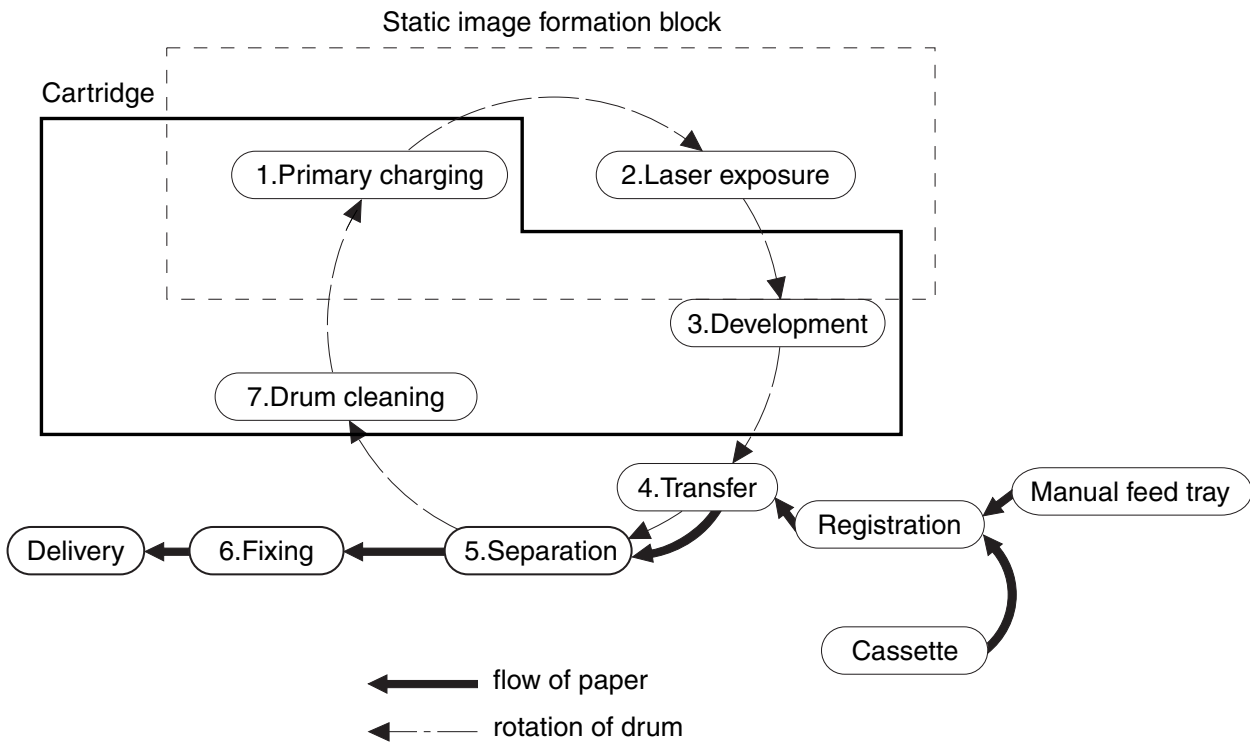 Static image formation block
Cartridge
1.Primary charging
2.Laser exposure
3.Development
7.Drum cleaning
4.Transfer
Manual feed tray
Registration
Delivery
6.Fixing
5.Separation
Cassette
flow of paper
rotation of drum